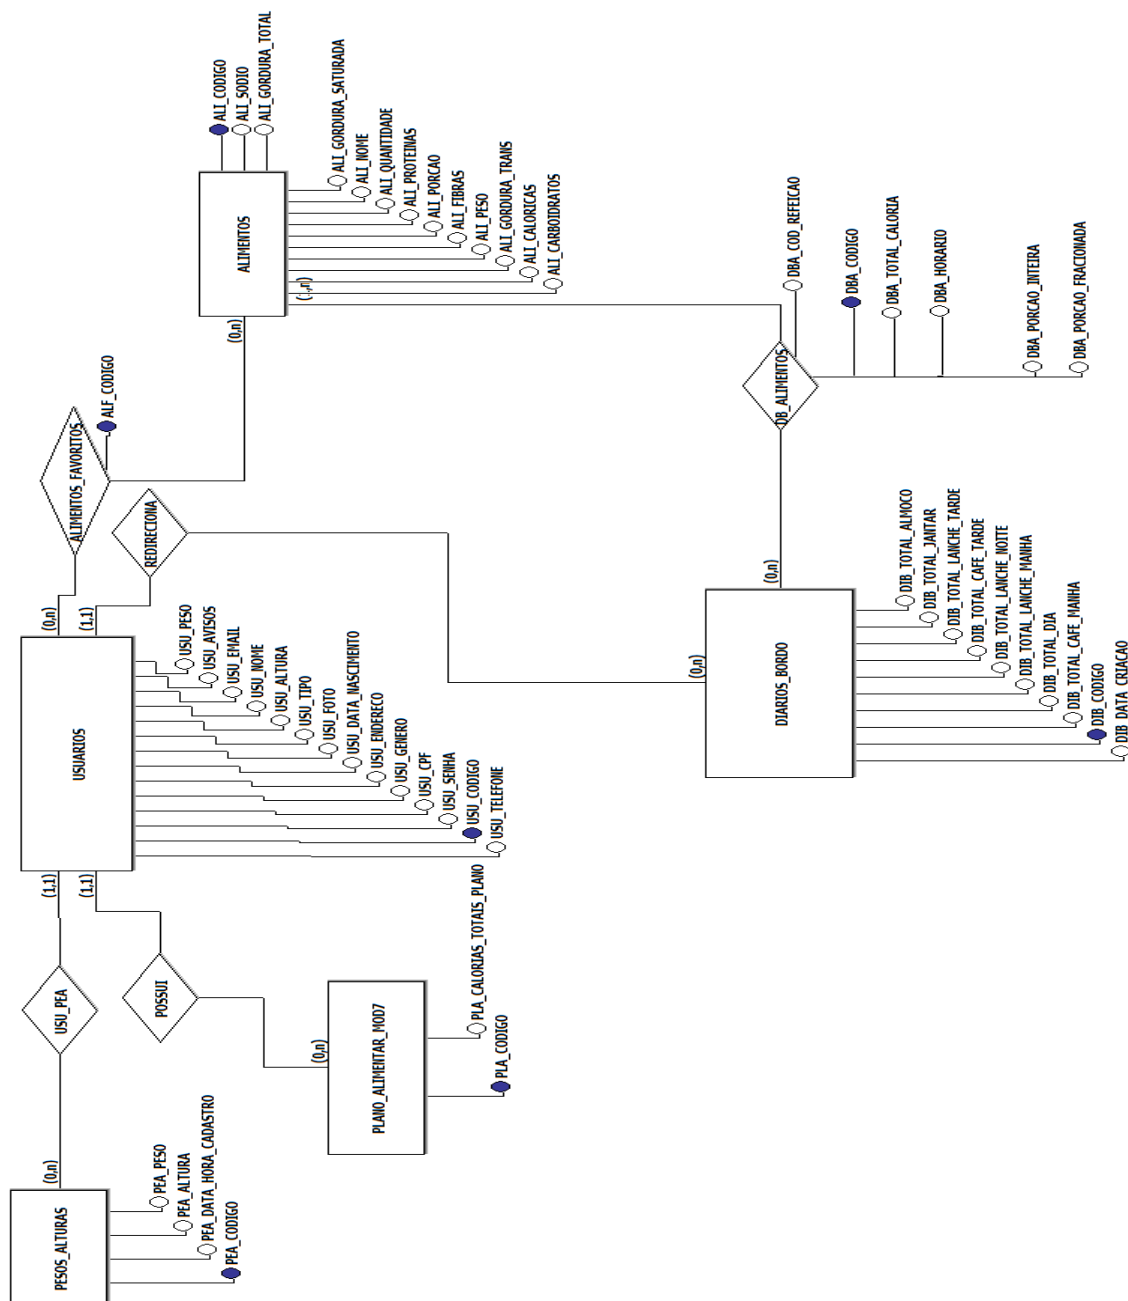 ALI_CODIGO
ALI_SODIO
ALI_GORDURA_TOTAL
ALIMENTOS
ALI_GORDURA_SATURADA
ALI_NOME
ALI_QUANTIDADE
ALI_PROTEINAS
ALI_PORCAO
ALI_FIBRAS
ALI_PESO
ALI_GORDURA_TRANS
ALI_CALORICAS
ALI_CARBOIDRATOS
(0,n)
ALF_CODIGO
ALIMENTOS_FAVORITOS
REDIRECIONA
DBA_COD_REFEICAO
DBA_CODIGO
DBA_TOTAL_CALORIA
DBA_HORARIO
DBA_PORCAO_INTEIRA
DBA_PORCAO_FRACIONADA
DB_ALIMENTOS
(0,n)
(1,1)
(0,n)
(0,n)
USUARIOS
USU_PESO
USU_AVISOS
USU_EMAIL
USU_NOME
USU_ALTURA
USU_TIPO
USU_FOTO
USU_DATA_NASCIMENTO
USU_ENDERECO
USU_GENERO
USU_CPF
USU_SENHA
USU_CODIGO
USU_TELEFONE
DIARIOS_BORDO
DIB_TOTAL_ALMOCO
DIB_TOTAL_JANTAR
DIB_TOTAL_LANCHE_TARDE
DIB_TOTAL_CAFE_TARDE
DIB_TOTAL_LANCHE_NOITE
DIB_TOTAL_LANCHE_MANHA
DIB_TOTAL_DIA
DIB_TOTAL_CAFE_MANHA
DIB_CODIGO
DIB_DATA_CRIACAO
(1,1)
(1,1)
USU_PEA
POSSUI
(0,n)
PLANO_ALIMENTAR_MOD7
PLA_CALORIAS_TOTAIS_PLANO
PLA_CODIGO
(0,n)
PESOS_ALTURAS
PEA_PESO
PEA_ALTURA
PEA_DATA_HORA_CADASTRO
PEA_CODIGO